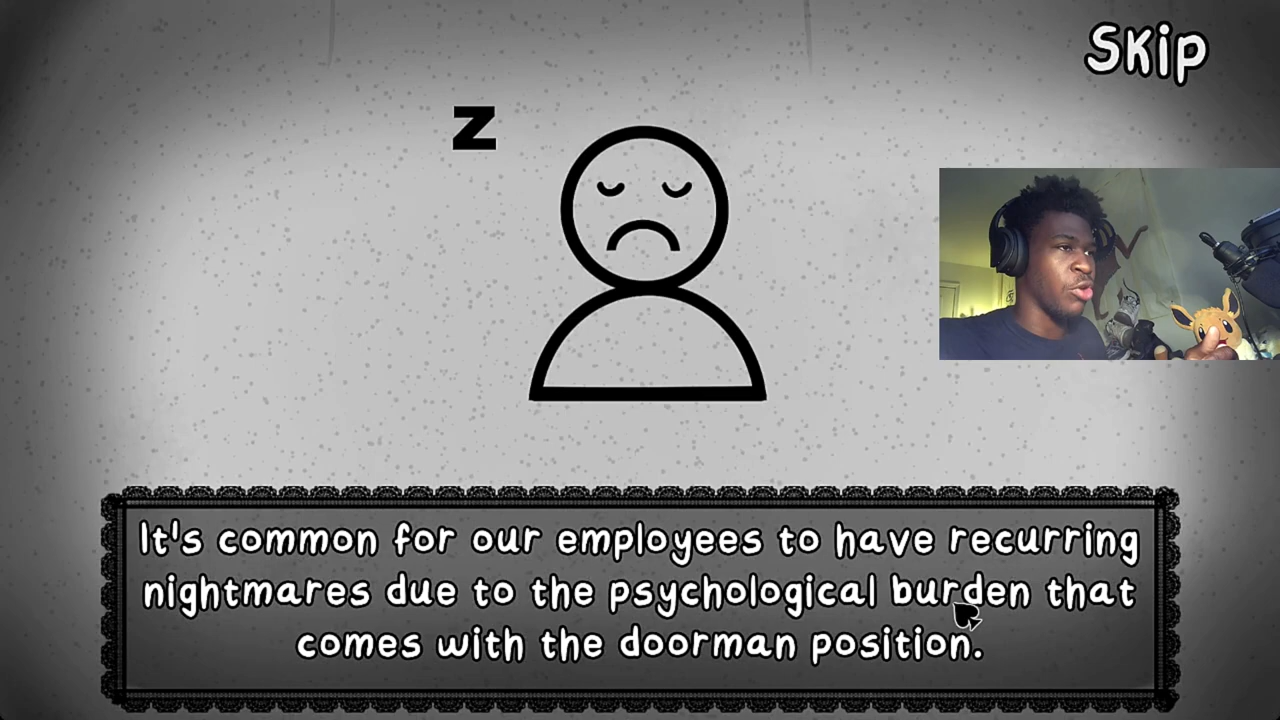 Skip
Z
It's common for our employees to have recurring
nightmares due to the psychological burden that
comes with the doorman position.